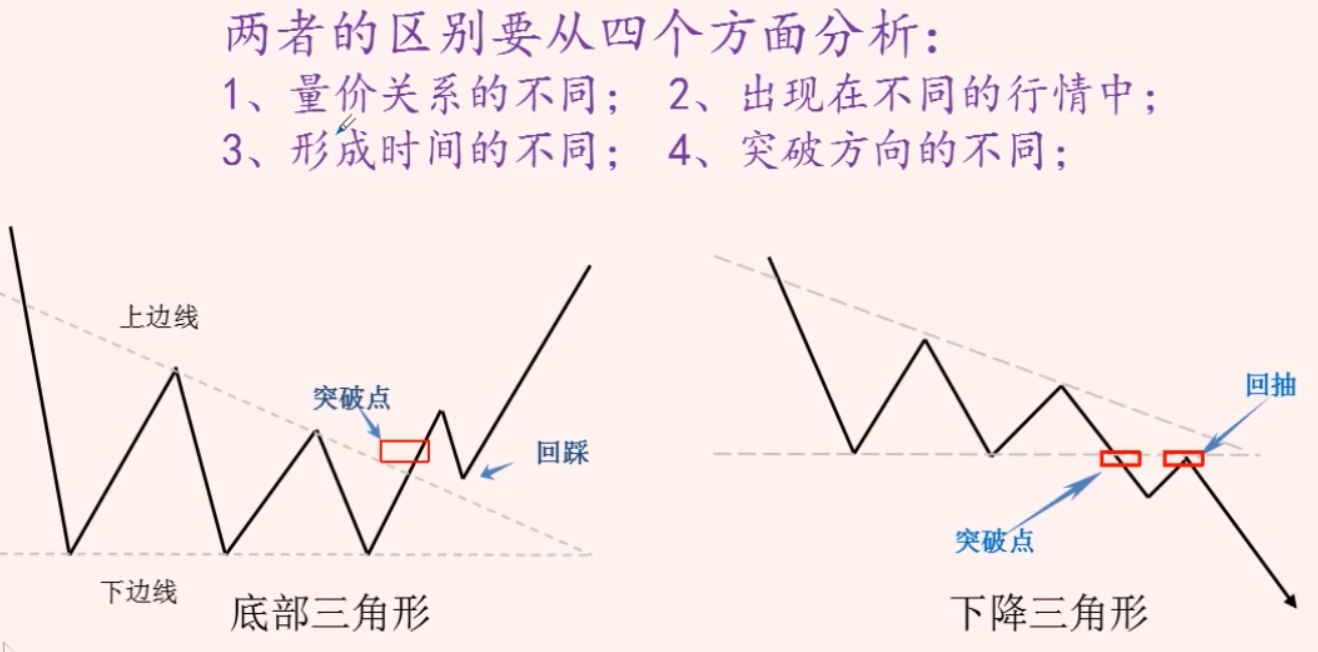 两者的区别要从四个方面分析：
1、量价关系的不同； 2、出现在不同的行情中；
3、形成时间的不同； 4、突破方向的不同；
上边线
突破点
回踩
下边线
底部三角形
回抽
突破点
下降三角形